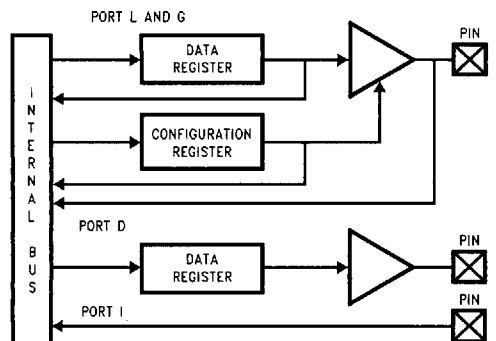 PORT L AND G
PIN
DATA
REGISTER
INTERNAL BUS
CONFIGURATION
REGISTER
PORT D
PIN
DATA
REGISTER
PORT I
PIN